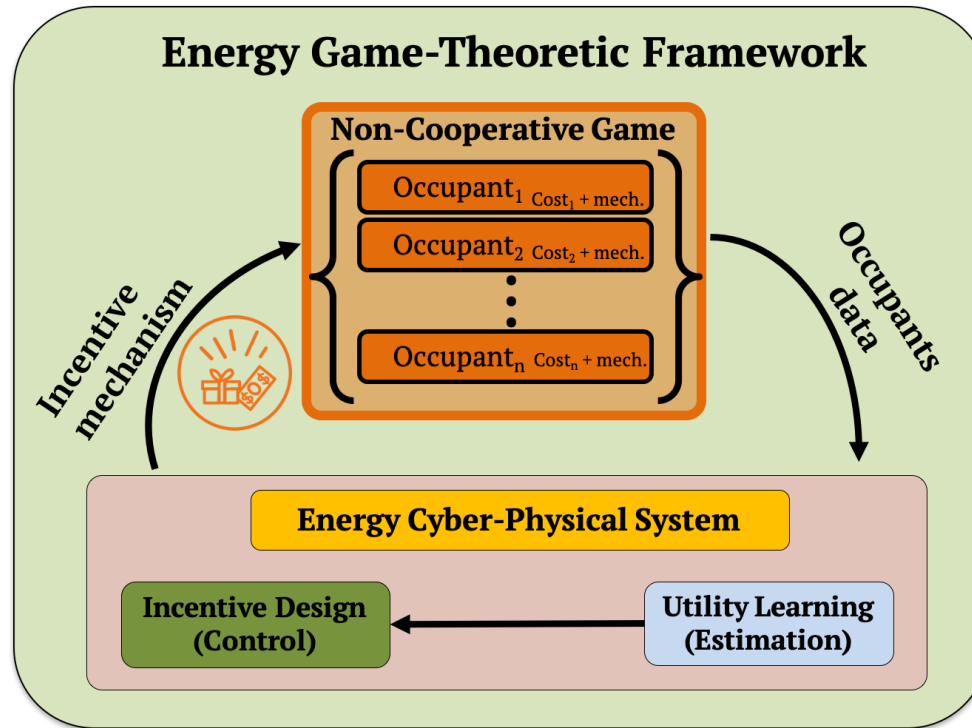 Energy Game-Theoretic Framework
Non-Cooperative Game
Occupant₁ Cost₁ + mech.
Occupant₂ Cost₂ + mech.
Occupantₙ Costₙ + mech.
Incentive
mechanism
$O$
Occupants
data
Energy Cyber-Physical System
Incentive Design
(Control)
Utility Learning
(Estimation)